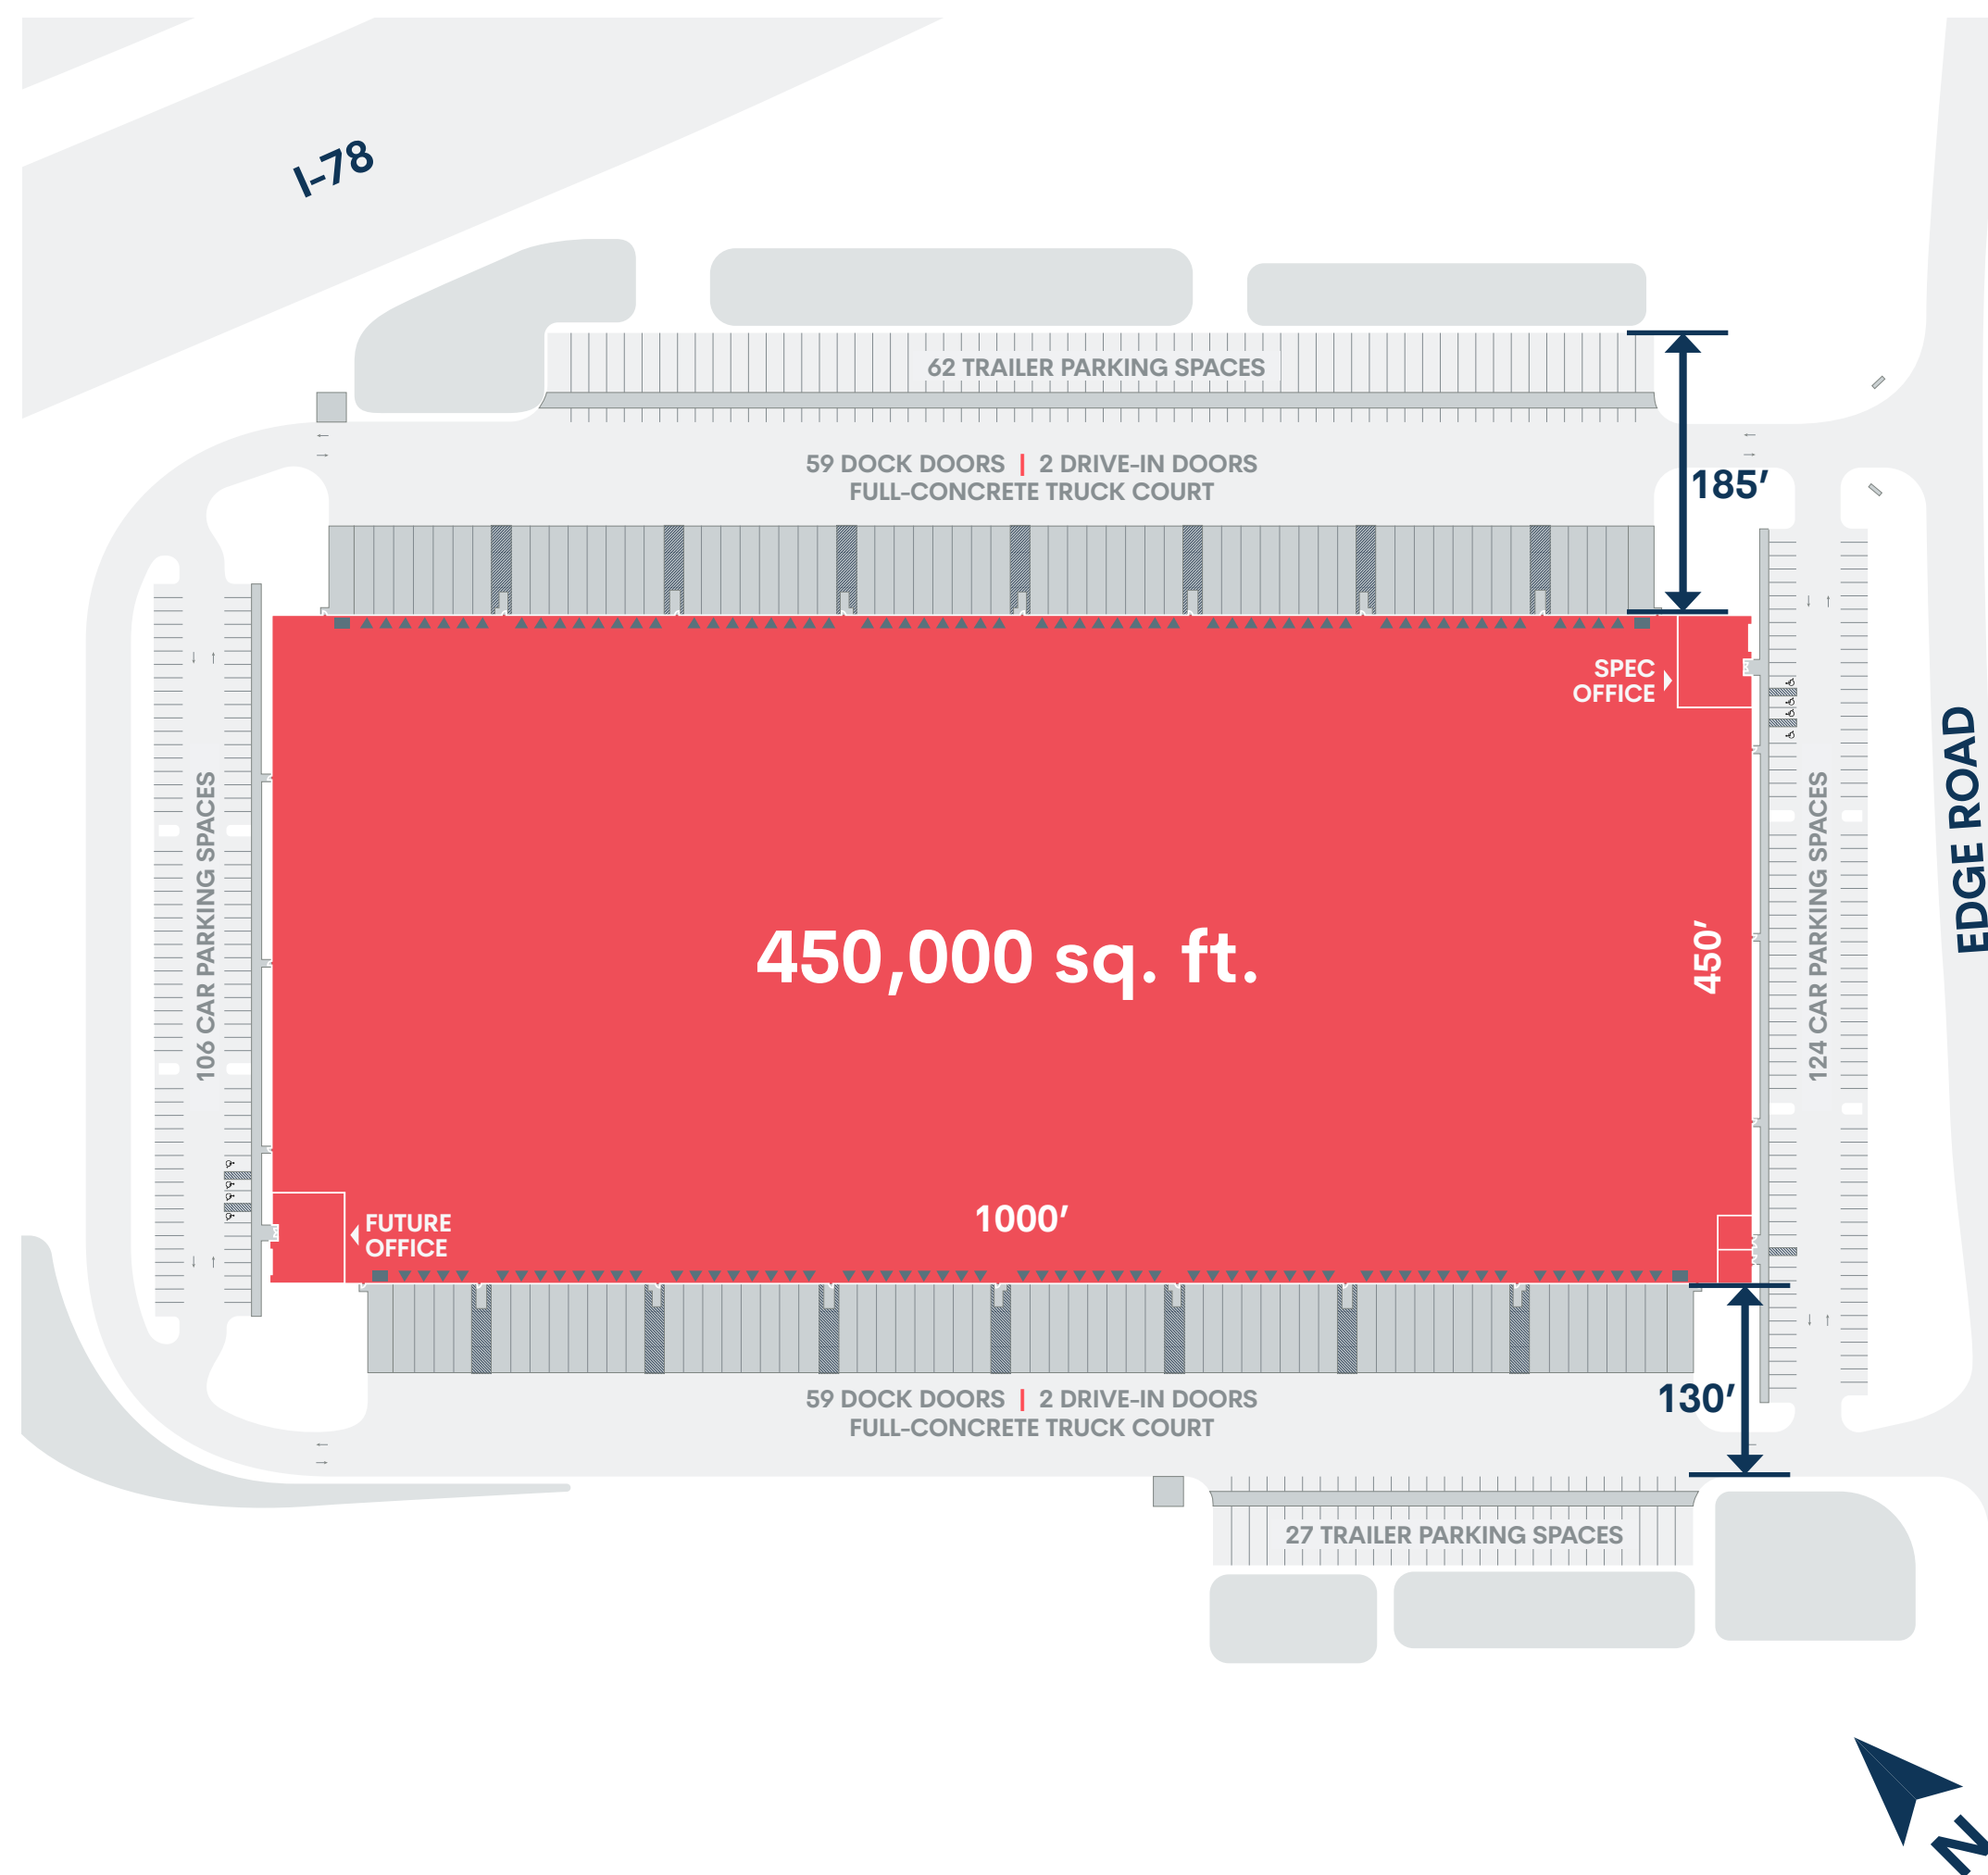 I-78
62 TRAILER PARKING SPACES
59 DOCK DOORS | 2 DRIVE-IN DOORS
FULL-CONCRETE TRUCK COURT
185’
SPEC
OFFICE
EDGE ROAD
106 CAR PARKING SPACES
124 CAR PARKING SPACES
450,000 sq. ft.
450’
1000’
FUTURE
OFFICE
59 DOCK DOORS | 2 DRIVE-IN DOORS
FULL-CONCRETE TRUCK COURT
130’
27 TRAILER PARKING SPACES
N